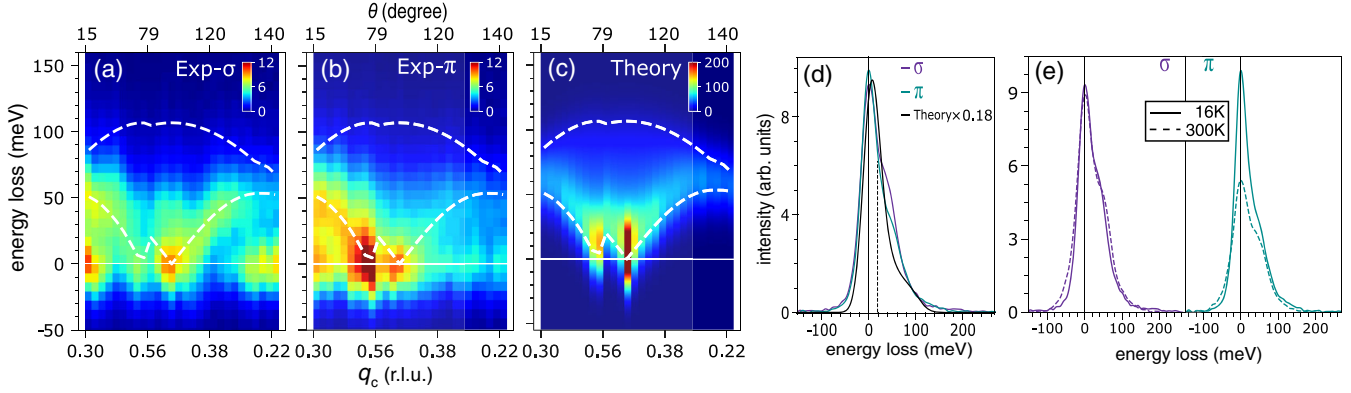 θ (degree)
15 79 140 15 79 140 15 79 140
(a) Exp-σ 12 6 0
(b) Exp-π 12 6 0
(c) Theory 200 100 0
energy loss (meV)
150
100
50
0
-50
0.30 0.56 0.38 0.22 0.30 0.56 0.38 0.22 0.30 0.56 0.38 0.22
qc (r.l.u.)
(d)
σ
π
Theory×0.18
intensity (arb. units)
8
4
0
-100 0 100 200
energy loss (meV)
(e) σ π
16K
300K
9
6
3
0
-100 0 100 200 -100 0 100 200
energy loss (meV)